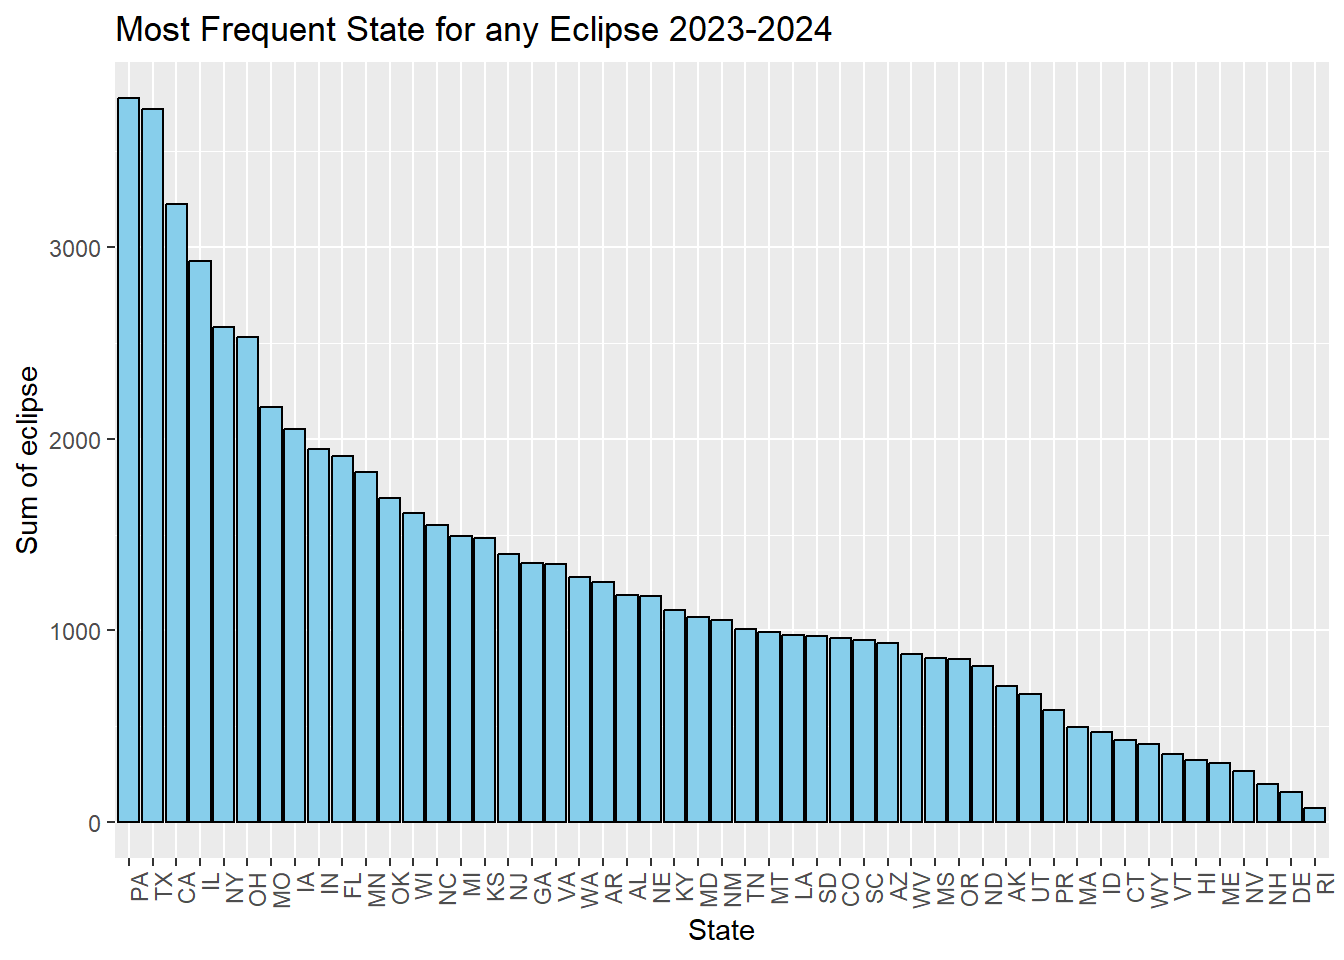 Most Frequent State for any Eclipse 2023-2024
Sum of eclipse
3000
2000
1000
0
PA TX CA IL NY OH MO IA IN FL MN OK WI NC MI KS NJ GA VA WA AR AL NE KY MD NM TN MT LA SD CO SC AZ WV MS OR ND AK UT PR MA ID CT WY VT HI ME NV NH DE RI
State